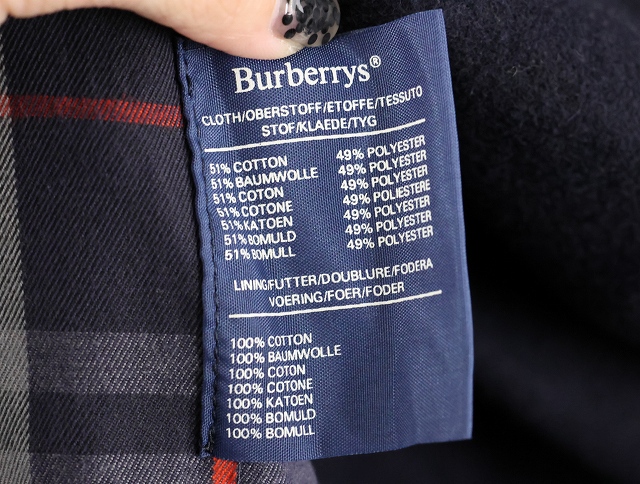 Burberrys®
CLOTH/OBERSTOFF/ETOFFE/TESSUTO
STOF/KLAEDE/TYG
51% COTTON 49% POLYESTER
51% BAUMWOLLE 49% POLYESTER
51% COTON 49% POLYESTER
51% COTONE 49% POLIESTERE
51% KATOEN 49% POLYESTER
51% BOMULD 49% POLYESTER
51% BOMULL 49% POLYESTER
LINING/FUTTER/DOUBLURE/FODERA
VOERING/FOER/FODER
100% COTTON
100% BAUMWOLLE
100% COTON
100% COTONE
100% KATOEN
100% BOMULD
100% BOMULL